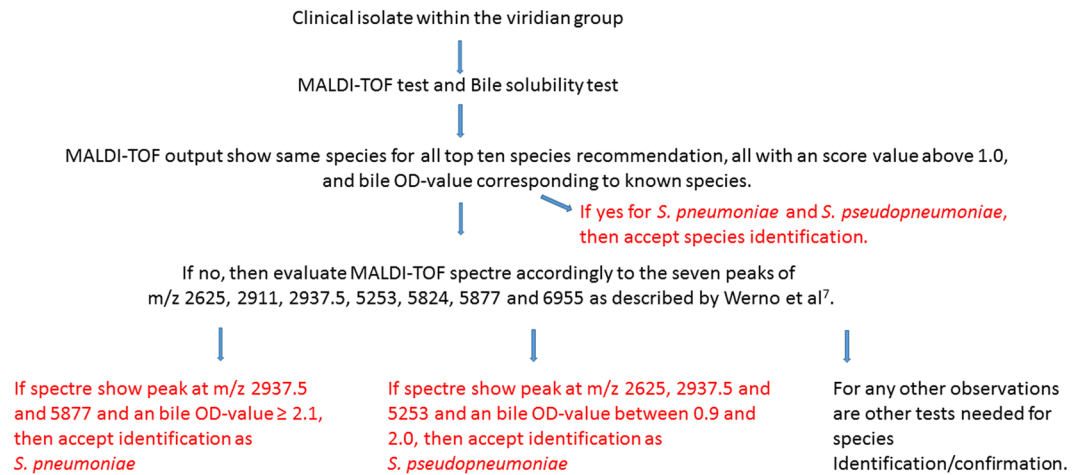 Clinical isolate within the viridian group
MALDI-TOF test and Bile solubility test
MALDI-TOF output show same species for all top ten species recommendation, all with an score value above 1.0,
and bile OD-value corresponding to known species.
If yes for S. pneumoniae and S. pseudopneumoniae,
then accept species identification.
If no, then evaluate MALDI-TOF spectre accordingly to the seven peaks of
m/z 2625, 2911, 2937.5, 5253, 5824, 5877 and 6955 as described by Werno et al⁷.
If spectre show peak at m/z 2937.5
and 5877 and an bile OD-value ≥ 2.1,
then accept identification as
S. pneumoniae
If spectre show peak at m/z 2625, 2937.5 and
5253 and an bile OD-value between 0.9 and
2.0, then accept identification as
S. pseudopneumoniae
For any other observations
are other tests needed for
species
Identification/confirmation.